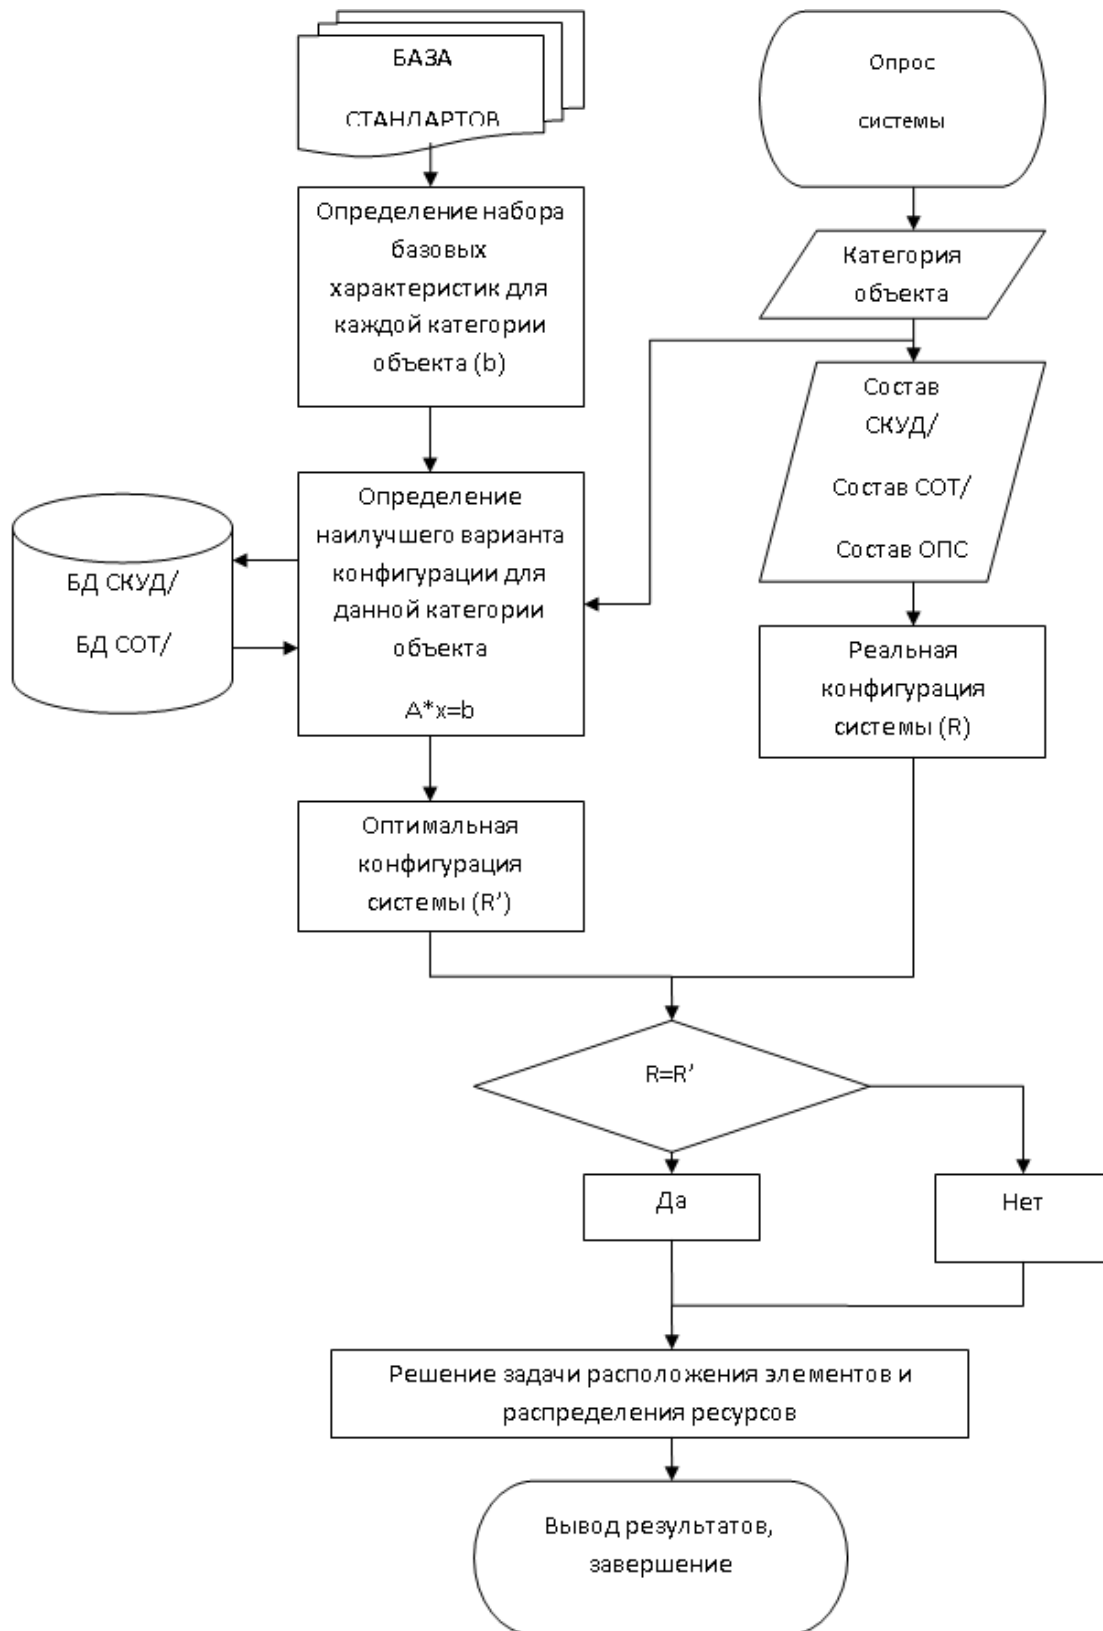 БАЗА
СТАНДАРТОВ
Опрос
системы
Определение набора
базовых
характеристик для
каждой категории
объекта (b)
Категория
объекта
Состав
СКУД/
Состав СОТ/
Состав ОПС
Определение
наилучшего варианта
конфигурации для
данной категории
объекта
A*x=b
БД СКУД/
БД СОТ/
Реальная
конфигурация
системы (R)
Оптимальная
конфигурация
системы (R’)
R=R’
Да
Нет
Решение задачи расположения элементов и
распределения ресурсов
Вывод результатов,
завершение